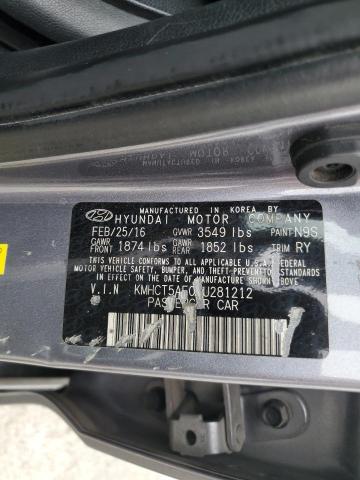 MANUFACTURED IN KOREA BY
HYUNDAI MOTOR COMPANY
FEB/25/16 GVWR 3549 lbs PAINT N9S
GAWR FRONT 1874 lbs GAWR REAR 1852 lbs TRIM RY
THIS VEHICLE CONFORMS TO ALL APPLICABLE U.S. FEDERAL
MOTOR VEHICLE SAFETY, BUMPER, AND THEFT PREVENTION STANDARDS
IN EFFECT ON THE DATE OF MANUFACTURE SHOWN ABOVE
V.I.N KMHCT5AE U281212
PASSENGER CAR